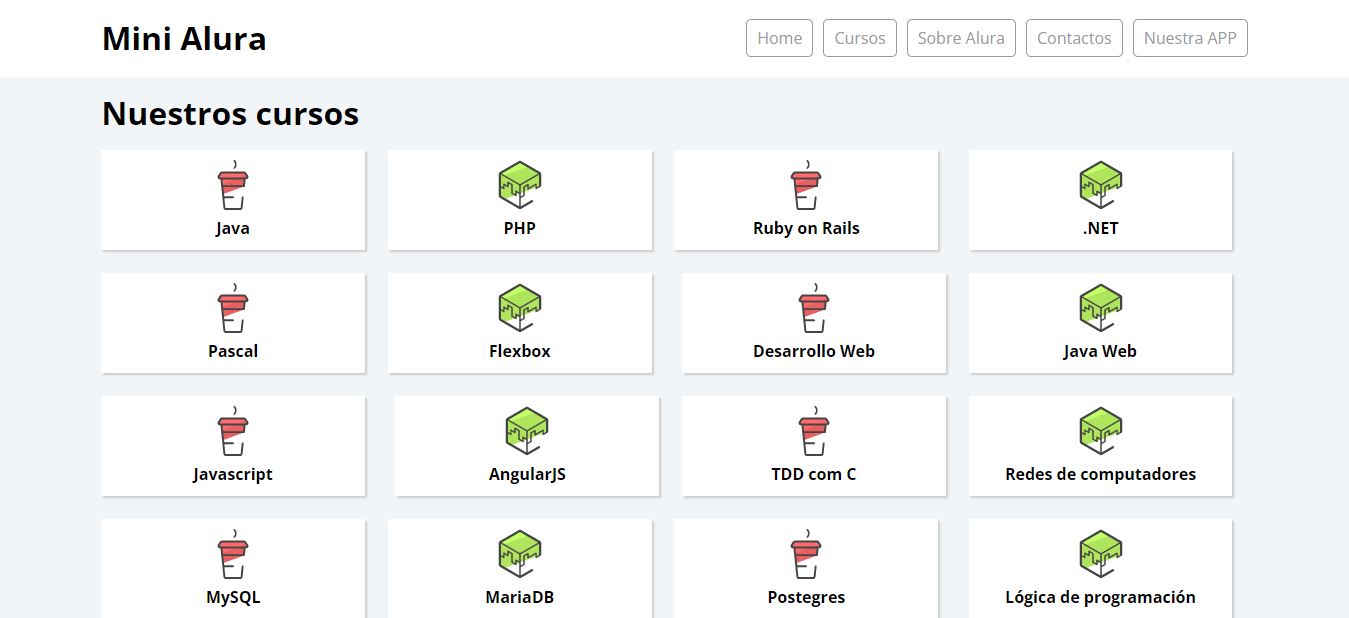 Mini Alura
Home Cursos Sobre Alura Contactos Nuestra APP
Nuestros cursos
Java PHP Ruby on Rails .NET
Pascal Flexbox Desarrollo Web Java Web
Javascript AngularJS TDD com C Redes de computadores
MySQL MariaDB Postegres Lógica de programación